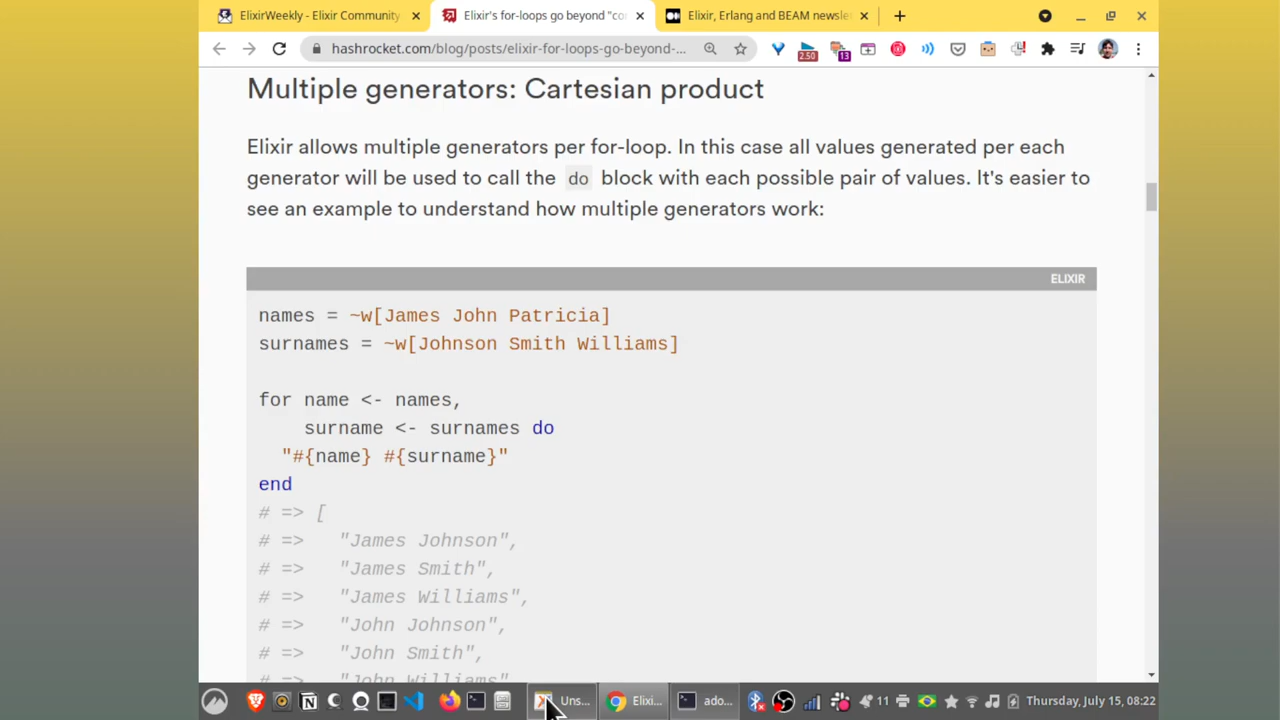 ElixirWeekly - Elixir Community
Elixir's for-loops go beyond "co
Elixir, Erlang and BEAM newsle
hashrocket.com/blog/posts/elixir-for-loops-go-beyond-...
2.50
13
Multiple generators: Cartesian product
Elixir allows multiple generators per for-loop. In this case all values generated per each
generator will be used to call the do block with each possible pair of values. It's easier to
see an example to understand how multiple generators work:
ELIXIR
names = ~w[James John Patricia]
surnames = ~w[Johnson Smith Williams]
for name <- names,
surname <- surnames do
"#{name} #{surname}"
end
# => [
# => "James Johnson",
# => "James Smith",
# => "James Williams",
# => "John Johnson",
# => "John Smith",
# => "John Williams",
Uns...
Elixi...
ado...
11
Thursday, July 15, 08:22